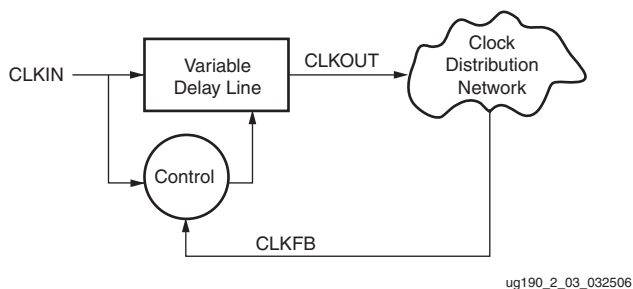 Clock
Distribution
Network
CLKIN
Variable
Delay Line
CLKOUT
Control
CLKFB
ug190_2_03_032506